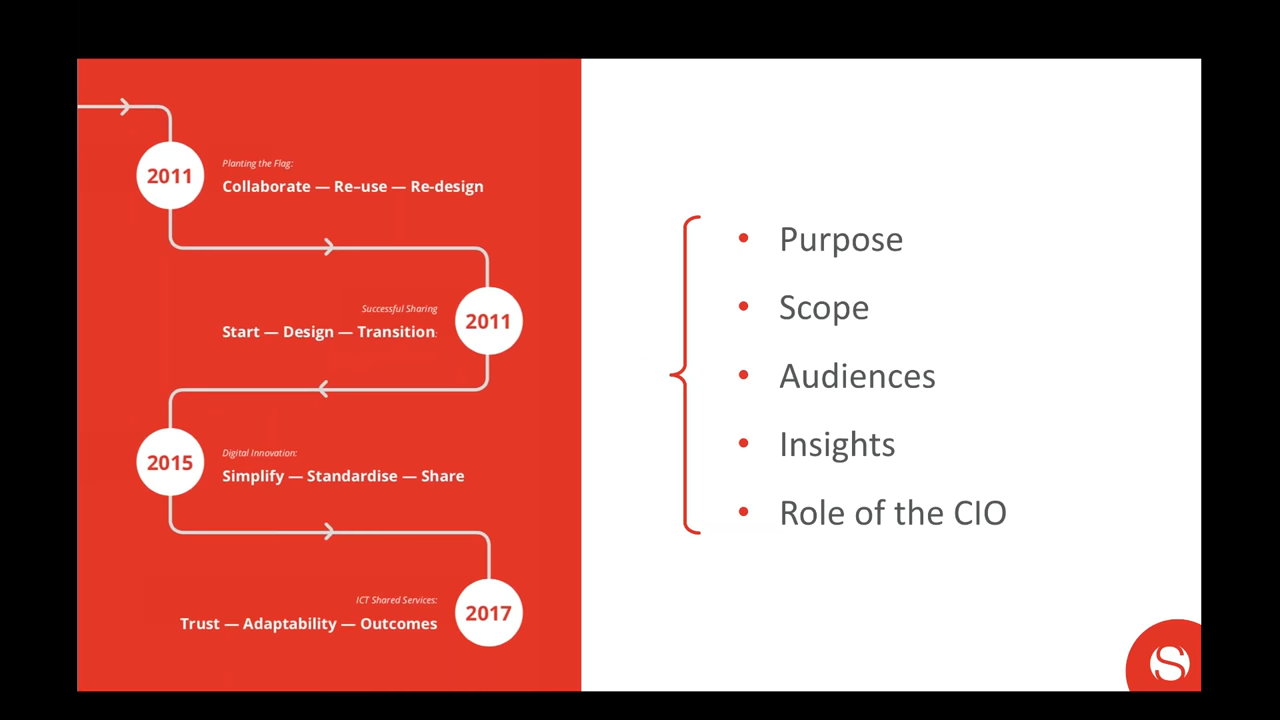 2011
Planting the Flag:
Collaborate — Re–use — Re-design
Successful Sharing
Start — Design — Transition:
2011
2015
Digital Innovation:
Simplify — Standardise — Share
ICT Shared Services:
Trust — Adaptability — Outcomes
2017
• Purpose
• Scope
• Audiences
• Insights
• Role of the CIO
S